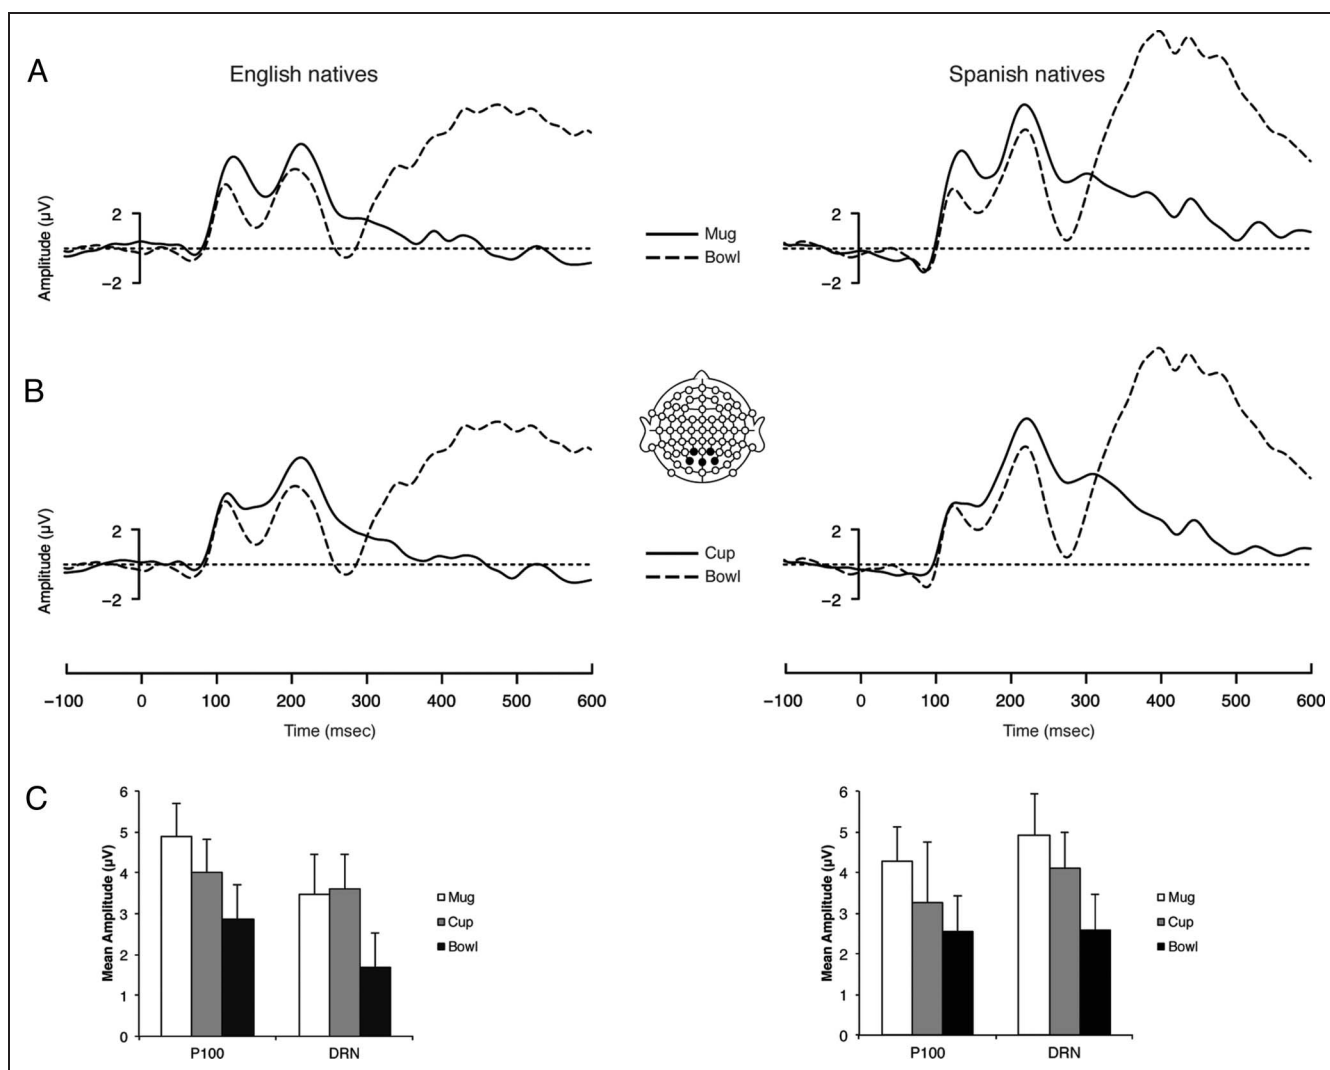 A
English natives
Spanish natives
Amplitude (µV)
2
−2
Mug
Bowl
2
−2
B
Amplitude (µV)
2
−2
Cup
Bowl
2
−2
−100 0 100 200 300 400 500 600
Time (msec)
−100 0 100 200 300 400 500 600
Time (msec)
C
Mean Amplitude (µV)
6
5
4
3
2
1
0
P100 DRN
Mug
Cup
Bowl
Mean Amplitude (µV)
6
5
4
3
2
1
0
P100 DRN
Mug
Cup
Bowl